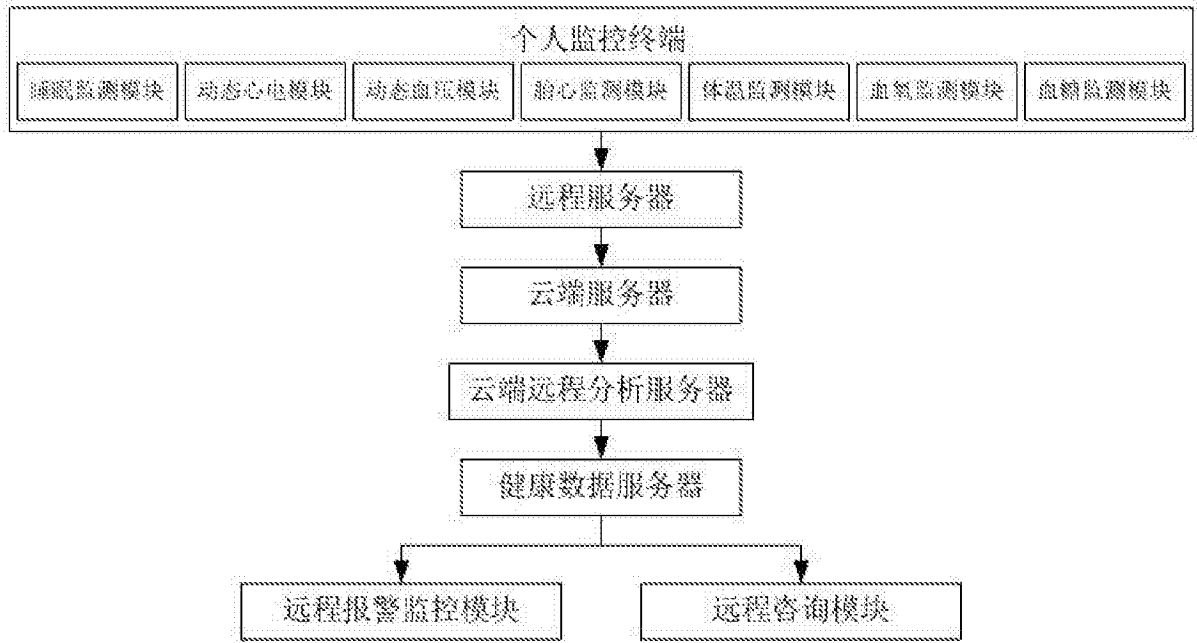 个人监控终端
睡眠监测模块 动态心电模块 动态血压模块 胎心监测模块 体温监测模块 血氧监测模块 血糖监测模块
远程服务器
云端服务器
云端远程分析服务器
健康数据服务器
远程报警监控模块 远程咨询模块